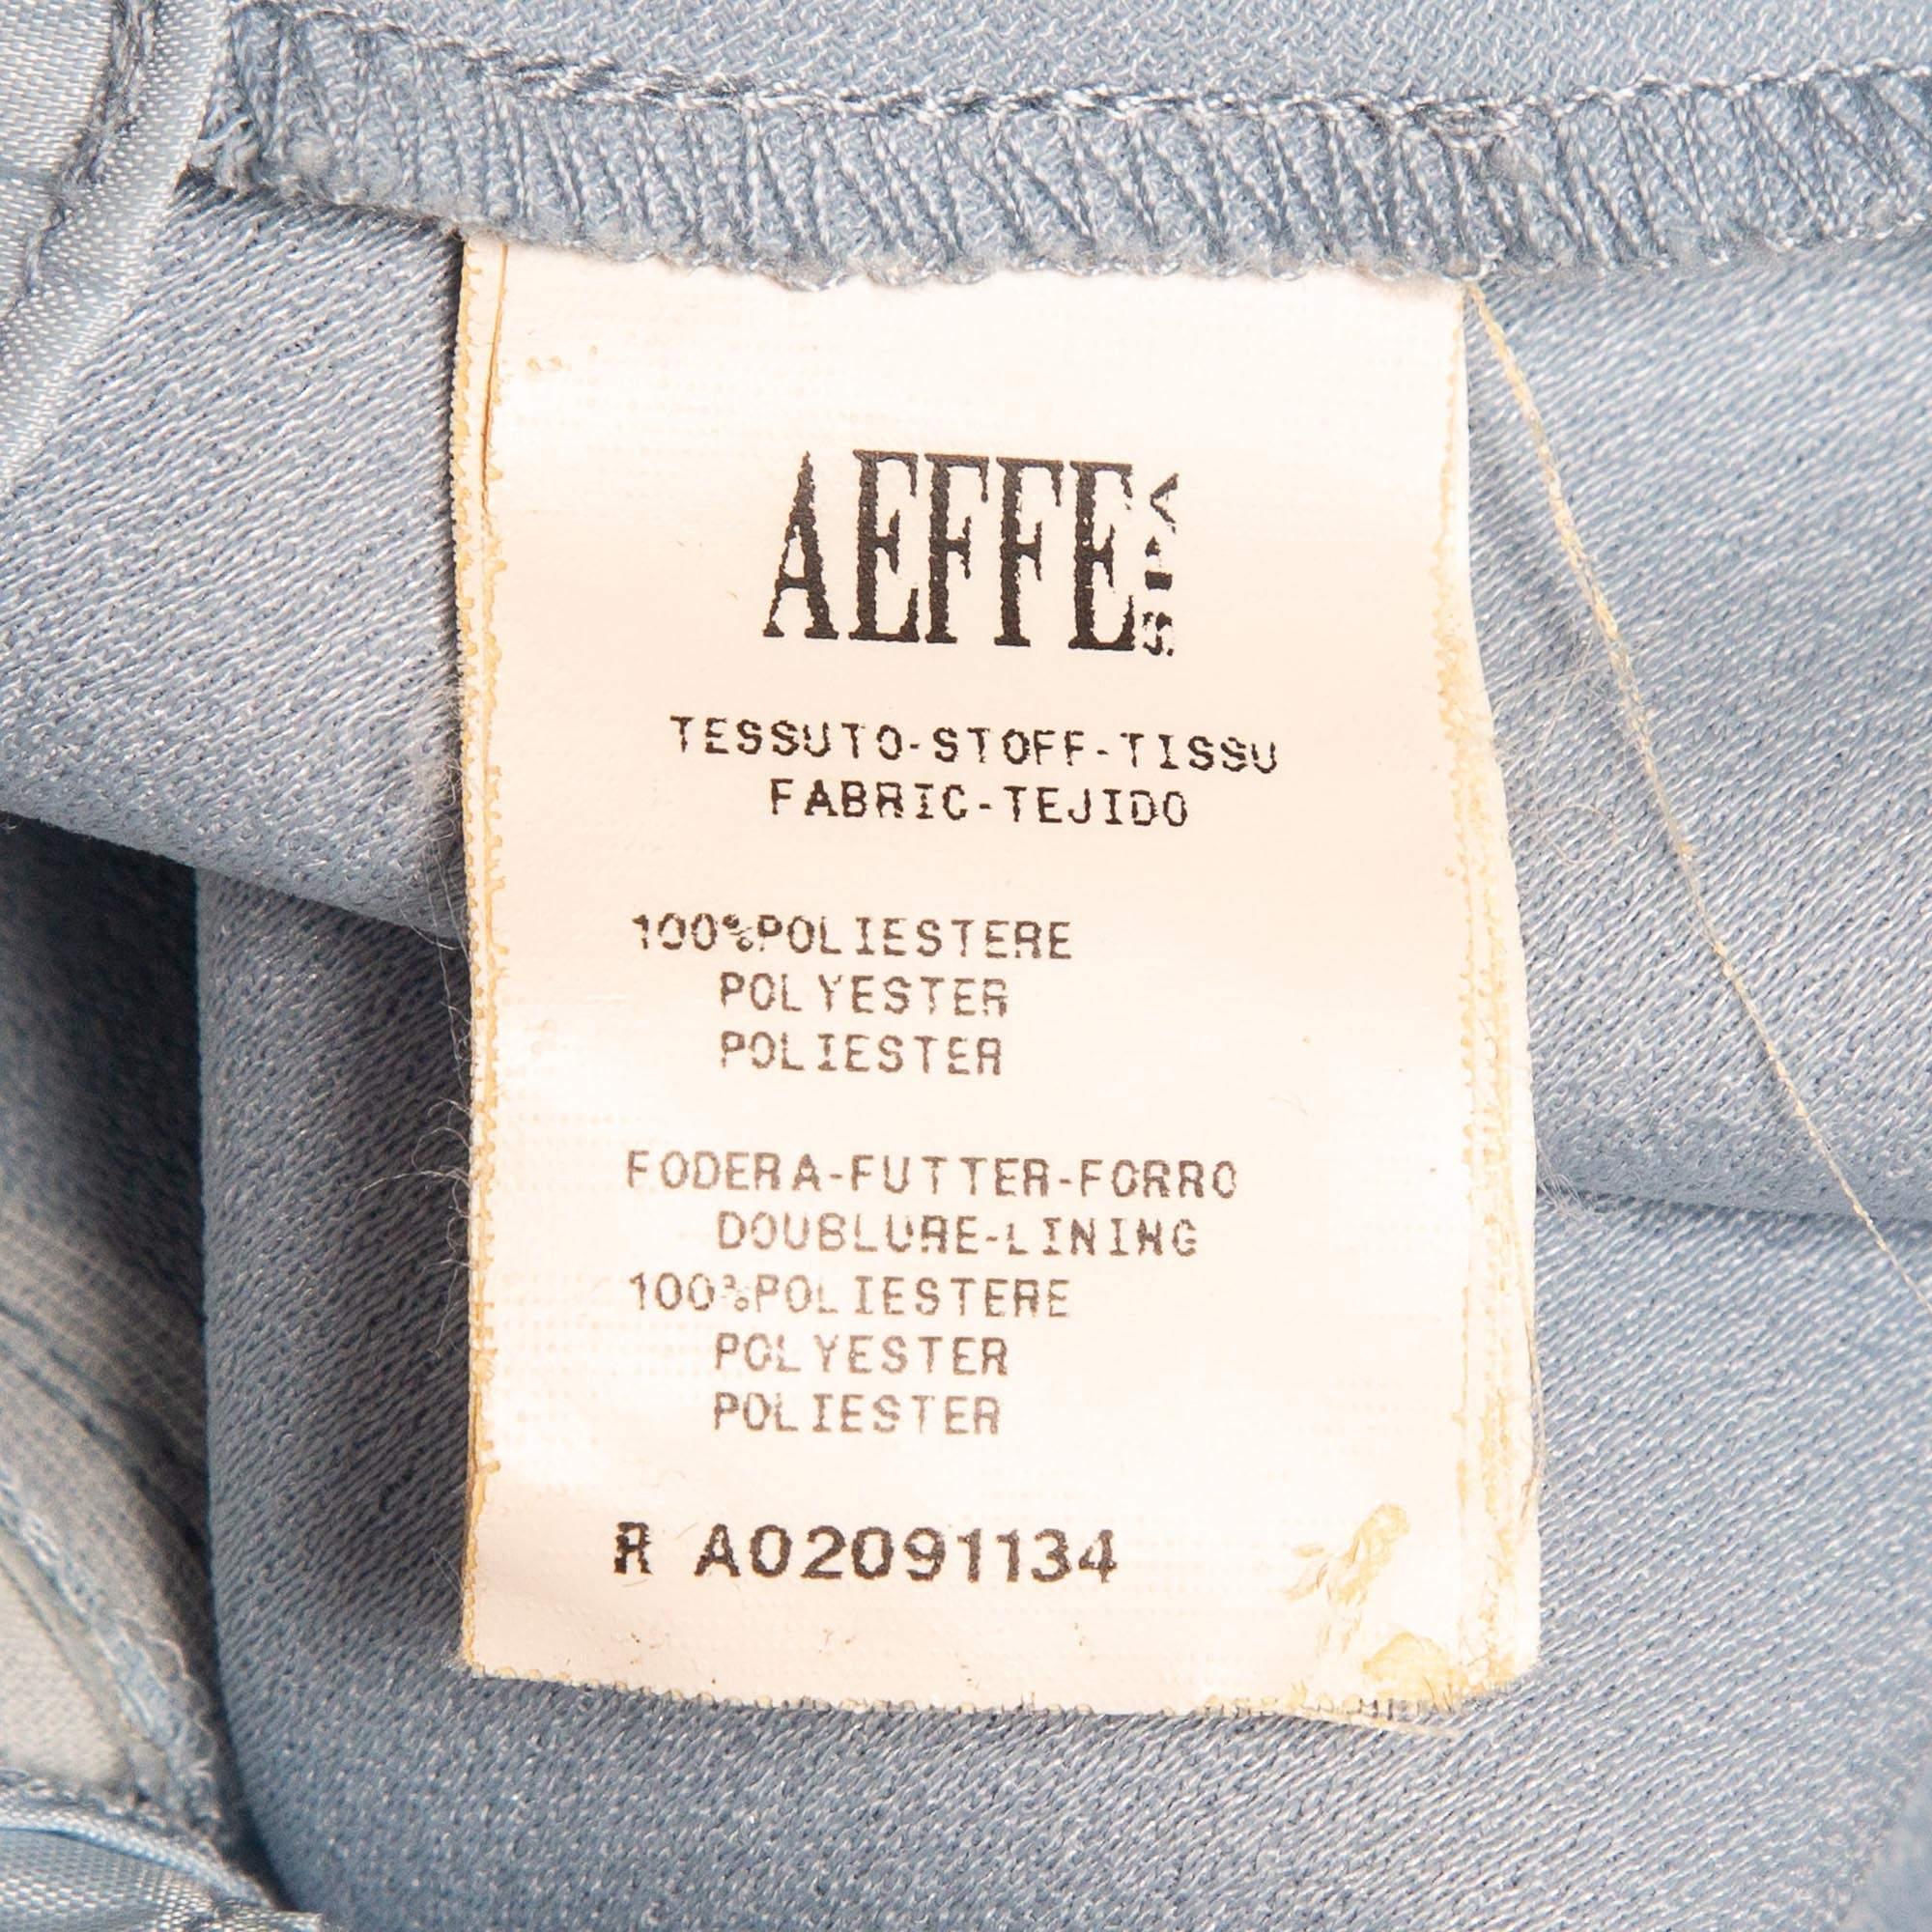 AEFFE S.P.A.
TESSUTO-STOFF-TISSU
FABRIC-TEJIDO
100%POLIESTERE
POLYESTER
POLIESTER
FODERA-FUTTER-FORRO
DOUBLURE-LINING
100%POLIESTERE
POLYESTER
POLIESTER
R A02091134